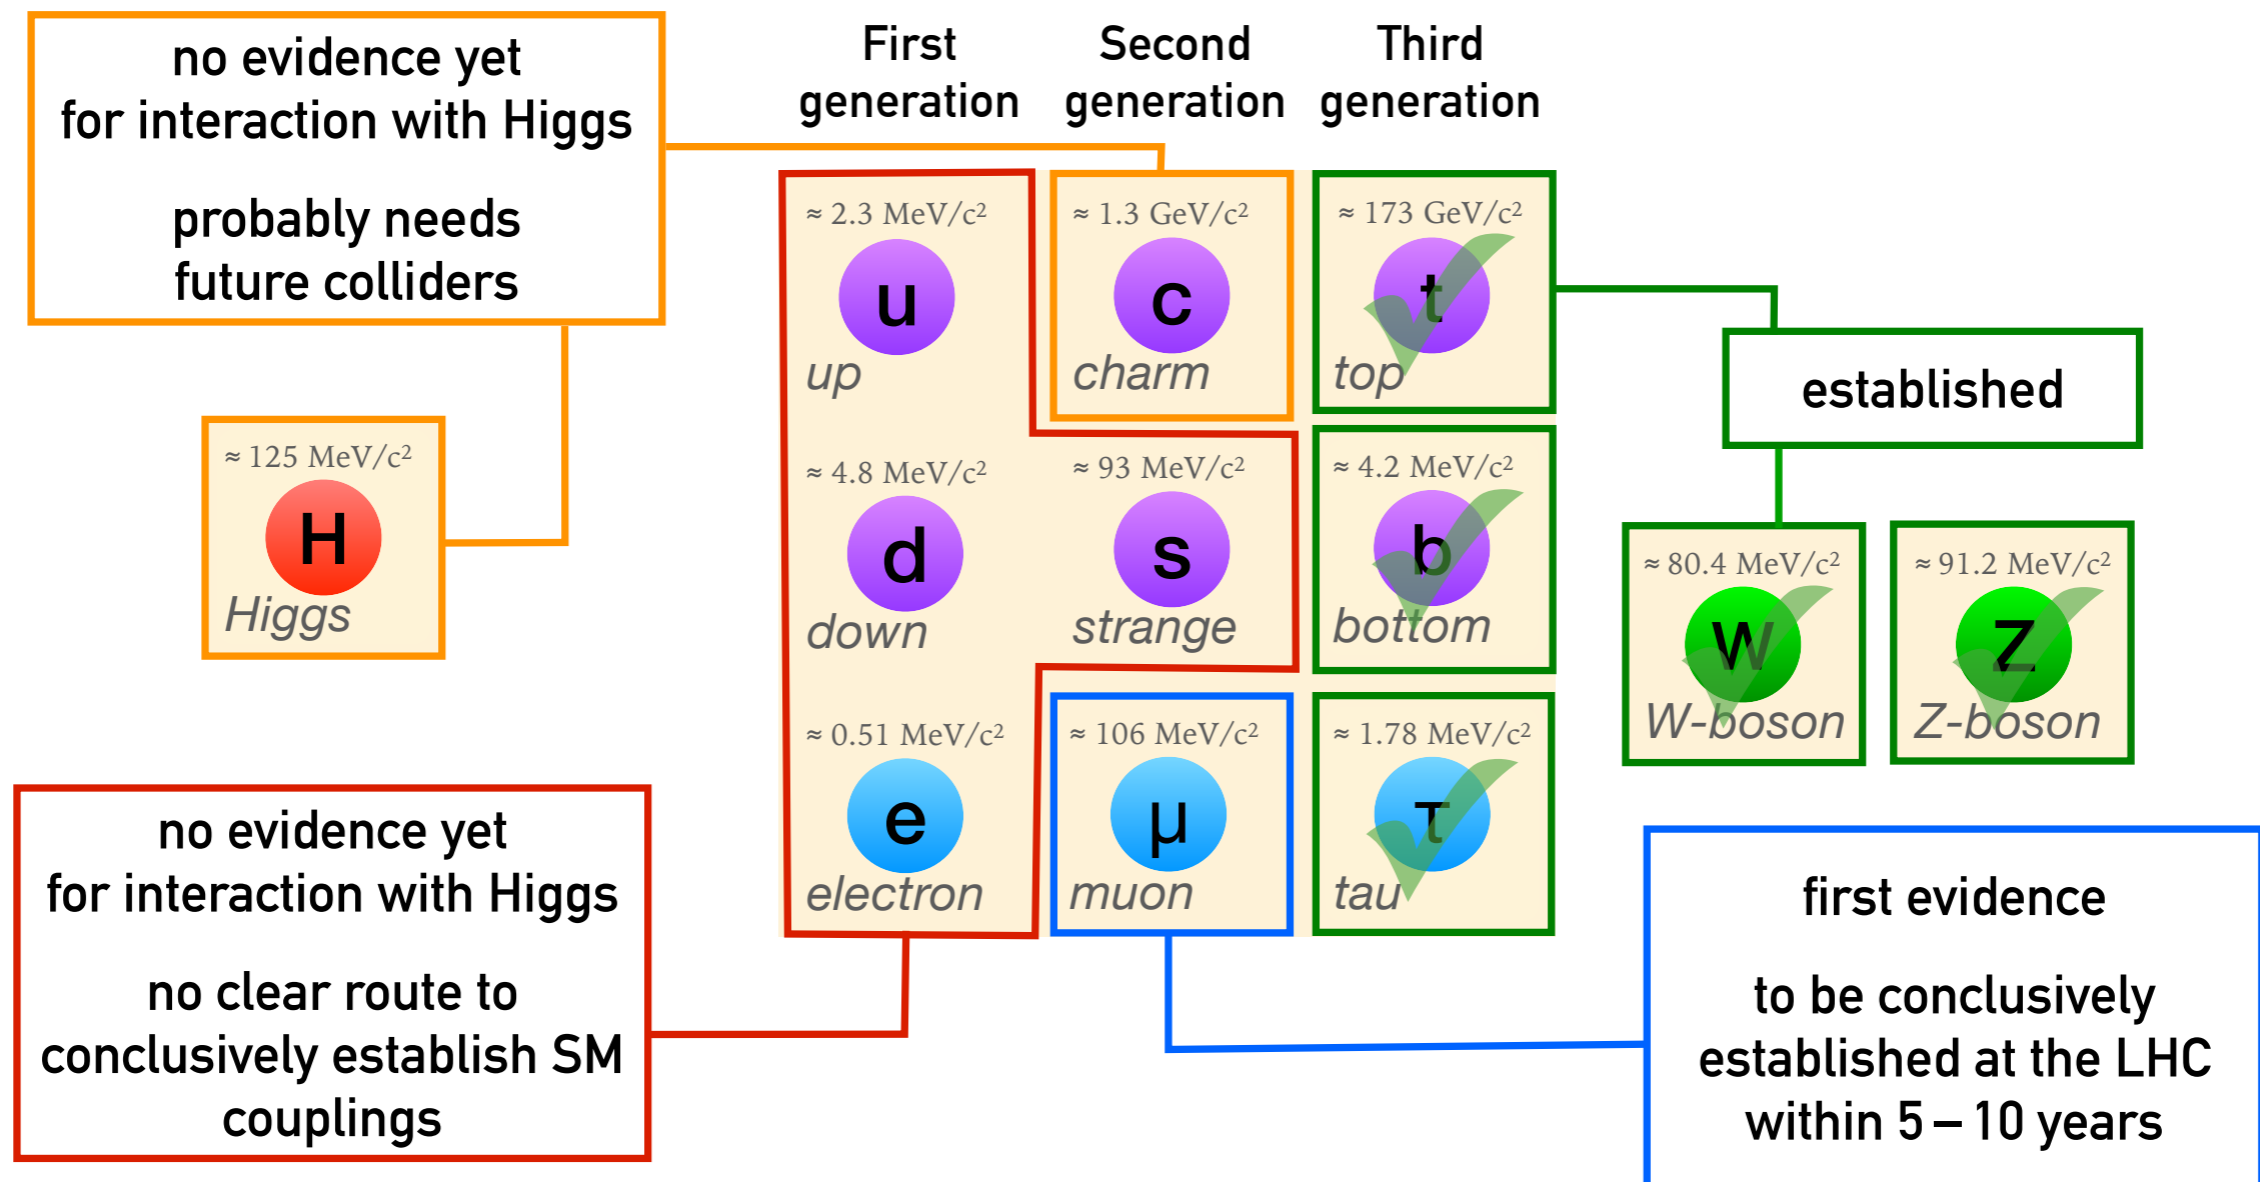 no evidence yet
for interaction with Higgs
probably needs
future colliders
First
generation
Second
generation
Third
generation
≈ 2.3 MeV/c²
u
up
≈ 1.3 GeV/c²
c
charm
≈ 173 GeV/c²
t
top
established
≈ 125 MeV/c²
H
Higgs
≈ 4.8 MeV/c²
d
down
≈ 93 MeV/c²
s
strange
≈ 4.2 MeV/c²
b
bottom
≈ 80.4 MeV/c²
W
W-boson
≈ 91.2 MeV/c²
Z
Z-boson
≈ 0.51 MeV/c²
e
electron
≈ 106 MeV/c²
μ
muon
≈ 1.78 MeV/c²
τ
tau
no evidence yet
for interaction with Higgs
no clear route to
conclusively establish SM
couplings
first evidence
to be conclusively
established at the LHC
within 5 – 10 years